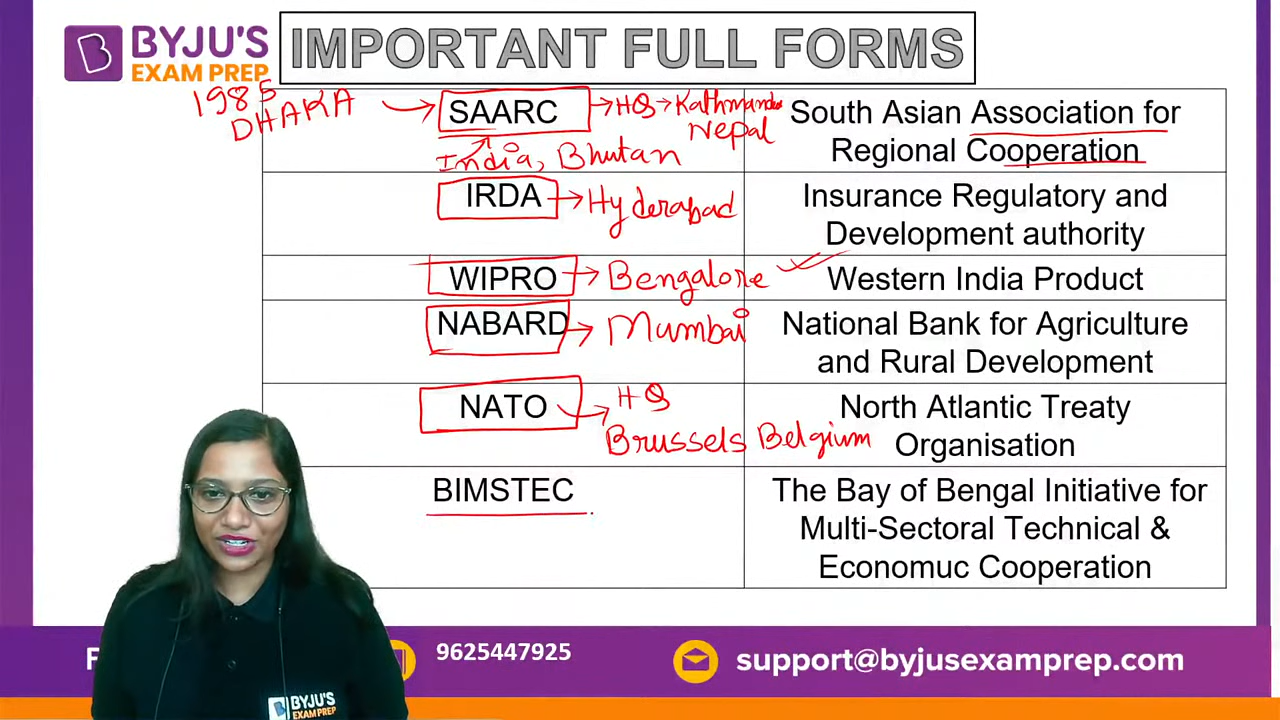 BYJU'S
EXAM PREP
IMPORTANT FULL FORMS
1985
DHAKA
SAARC
HQ Kathmandu
Nepal
India, Bhutan
South Asian Association for
Regional Cooperation
IRDA
Hyderabad
Insurance Regulatory and
Development authority
WIPRO
Bengalore
Western India Product
NABARD
Mumbai
National Bank for Agriculture
and Rural Development
NATO
HQ
Brussels Belgium
North Atlantic Treaty
Organisation
BIMSTEC
The Bay of Bengal Initiative for
Multi-Sectoral Technical &
Economuc Cooperation
9625447925
support@byjusexamprep.com
BYJU'S
EXAM PREP